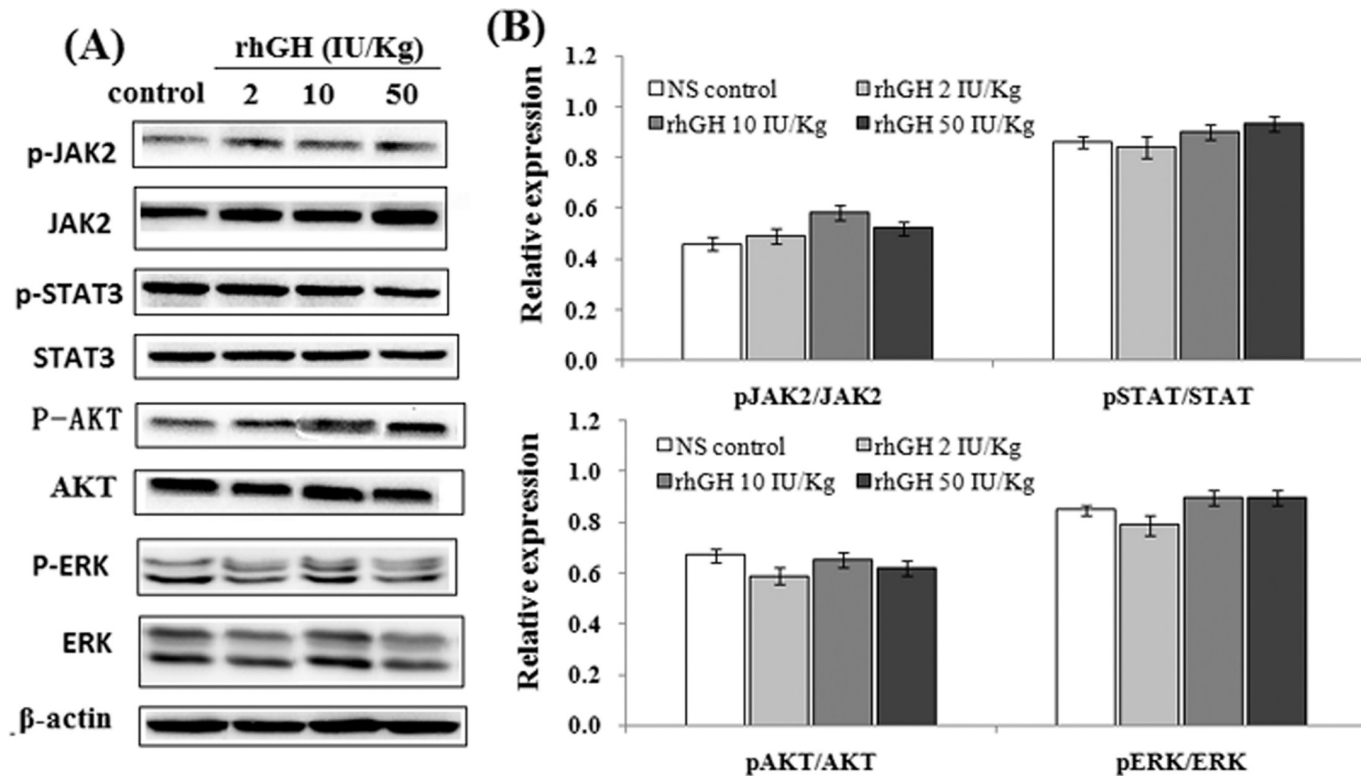 (A)
rhGH (IU/Kg)
control 2 10 50
p-JAK2
JAK2
p-STAT3
STAT3
P-AKT
AKT
P-ERK
ERK
β-actin
(B)
1.2
1.0
0.8
0.6
0.4
0.2
0.0
Relative expression
NS control rhGH 2 IU/Kg
rhGH 10 IU/Kg rhGH 50 IU/Kg
pJAK2/JAK2 pSTAT/STAT
1.2
1.0
0.8
0.6
0.4
0.2
0.0
Relative expression
NS control rhGH 2 IU/Kg
rhGH 10 IU/Kg rhGH 50 IU/Kg
pAKT/AKT pERK/ERK